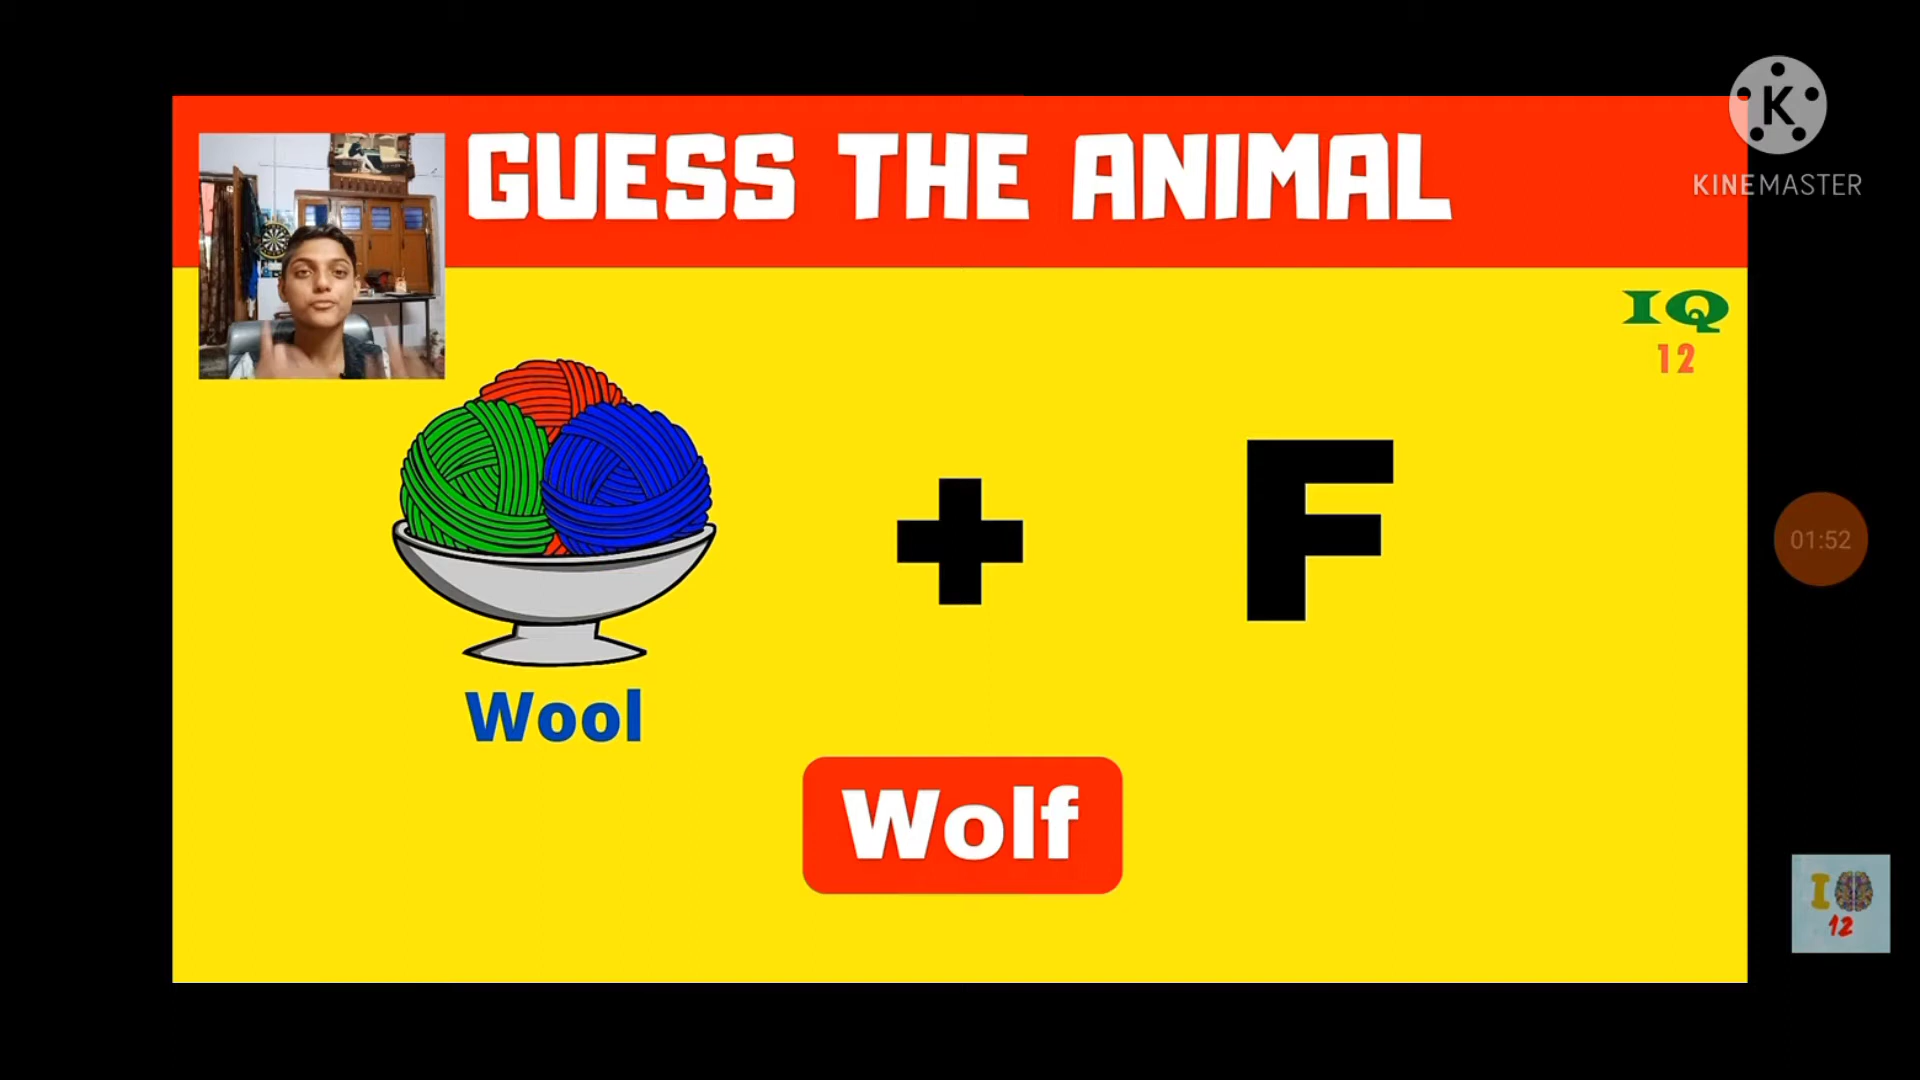 GUESS THE ANIMAL
K
KINEMASTER
IQ
12
+ F
01:52
Wool
Wolf
I
12